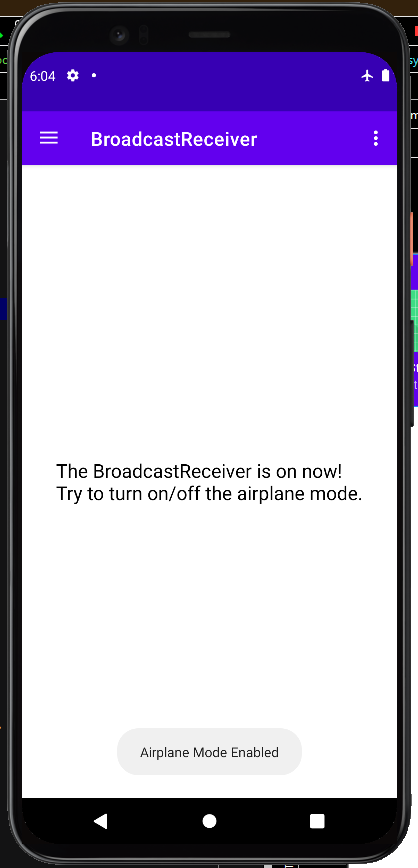 6:04
BroadcastReceiver
The BroadcastReceiver is on now!
Try to turn on/off the airplane mode.
Airplane Mode Enabled